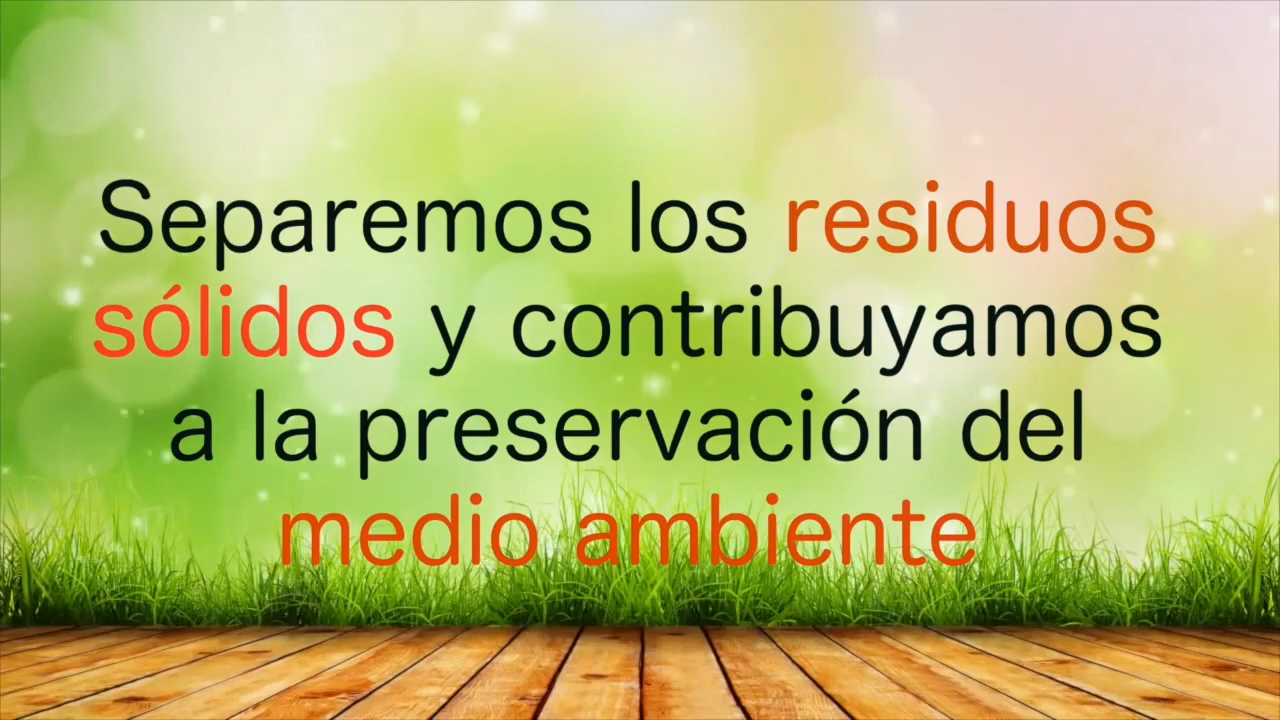 Separemos los residuos
sólidos y contribuyamos
a la preservación del
medio ambiente